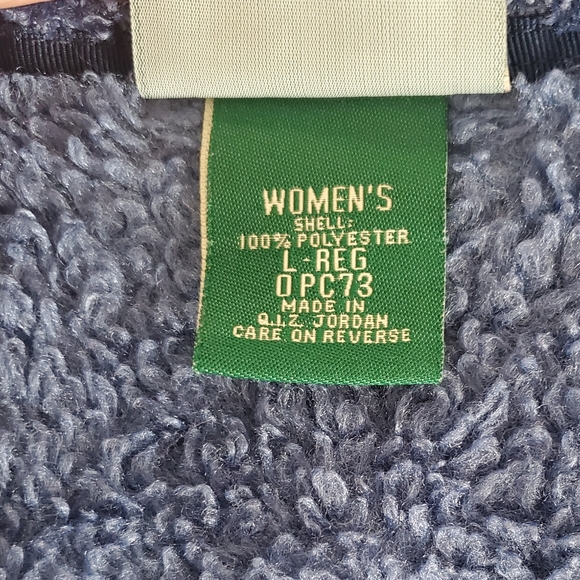 WOMEN'S
SHELL:
100% POLYESTER
L-REG
0PC73
MADE IN
Q.I.Z. JORDAN
CARE ON REVERSE